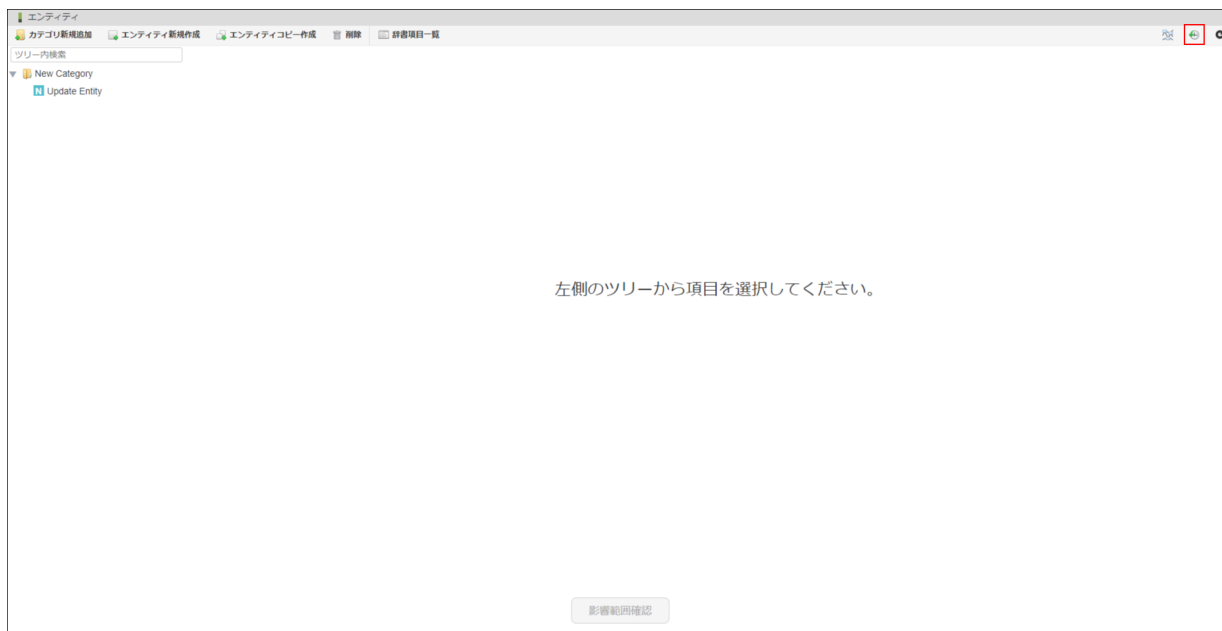 エンティティ
カテゴリ新規追加 エンティティ新規作成 エンティティコピー作成 削除 辞書項目一覧
ツリー内検索
New Category
N Update Entity
左側のツリーから項目を選択してください。
影響範囲確認